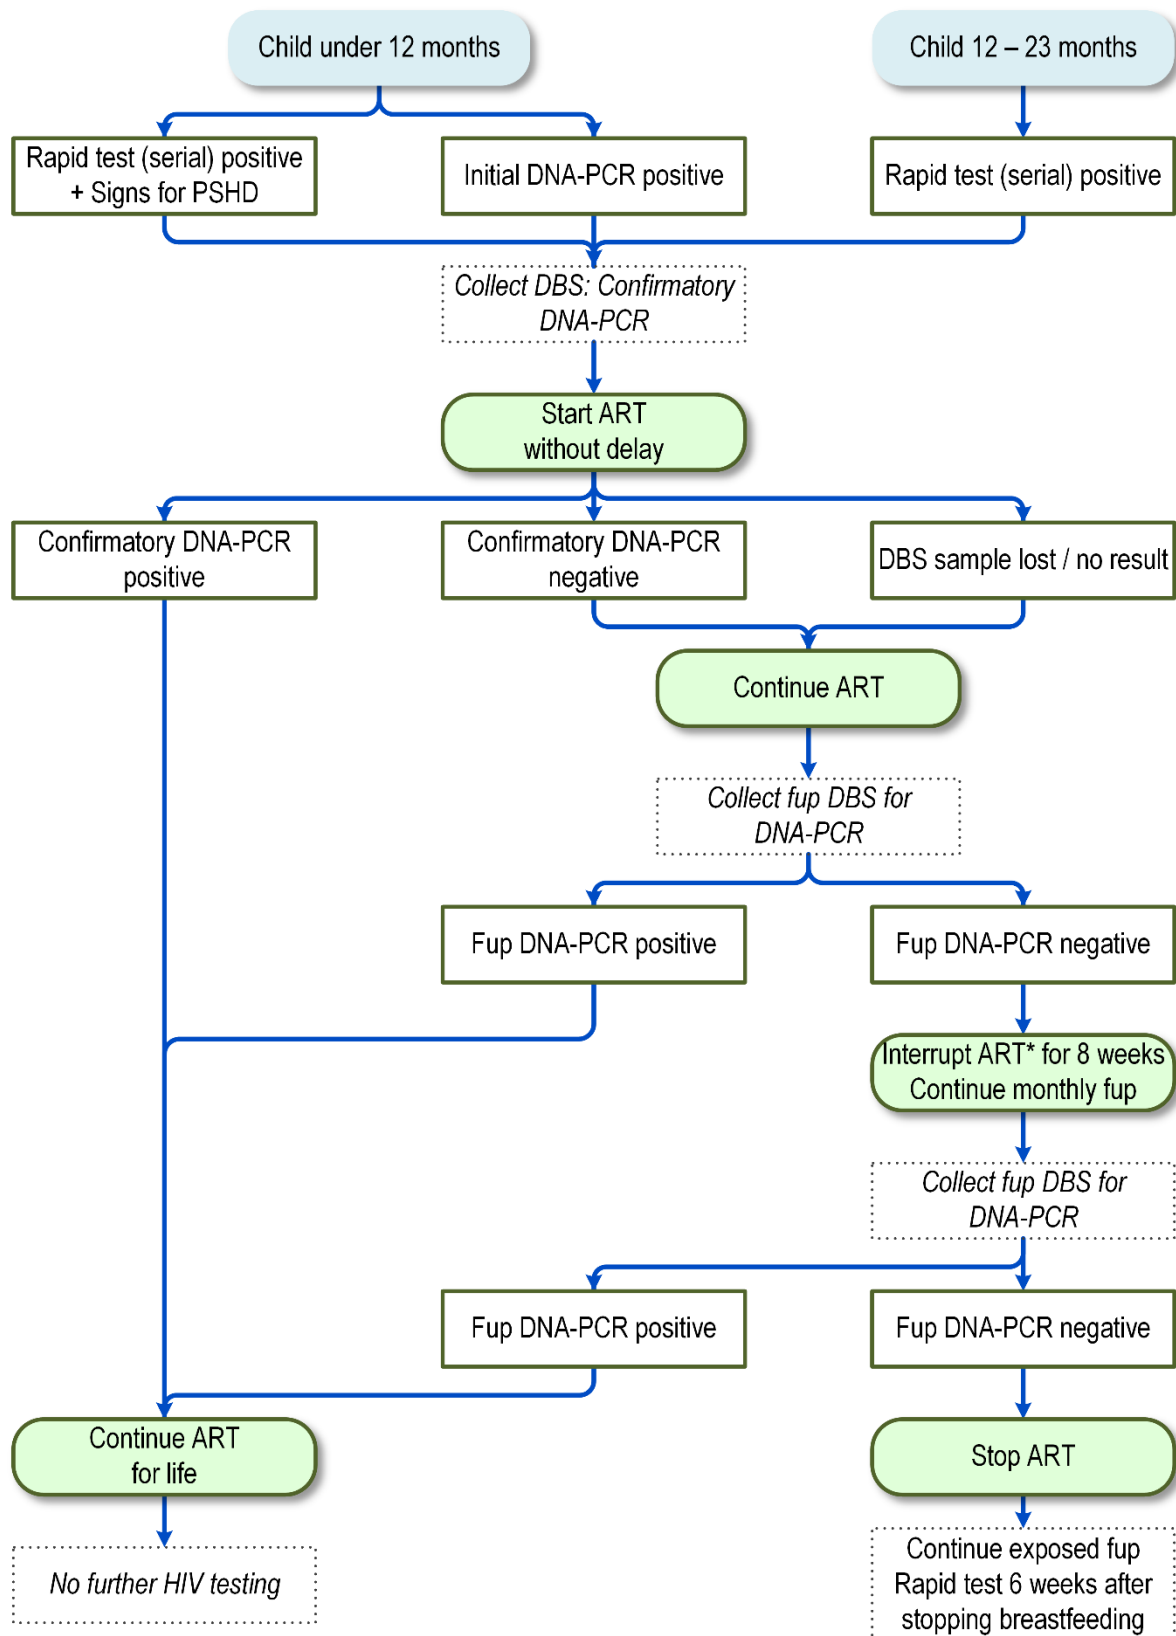 Child under 12 months
Child 12 – 23 months
Rapid test (serial) positive
+ Signs for PSHD
Initial DNA-PCR positive
Rapid test (serial) positive
Collect DBS: Confirmatory
DNA-PCR
Start ART
without delay
Confirmatory DNA-PCR
positive
Confirmatory DNA-PCR
negative
DBS sample lost / no result
Continue ART
Collect fup DBS for
DNA-PCR
Fup DNA-PCR positive
Fup DNA-PCR negative
Interrupt ART* for 8 weeks
Continue monthly fup
Collect fup DBS for
DNA-PCR
Fup DNA-PCR positive
Fup DNA-PCR negative
Continue ART
for life
Stop ART
No further HIV testing
Continue exposed fup
Rapid test 6 weeks after
stopping breastfeeding